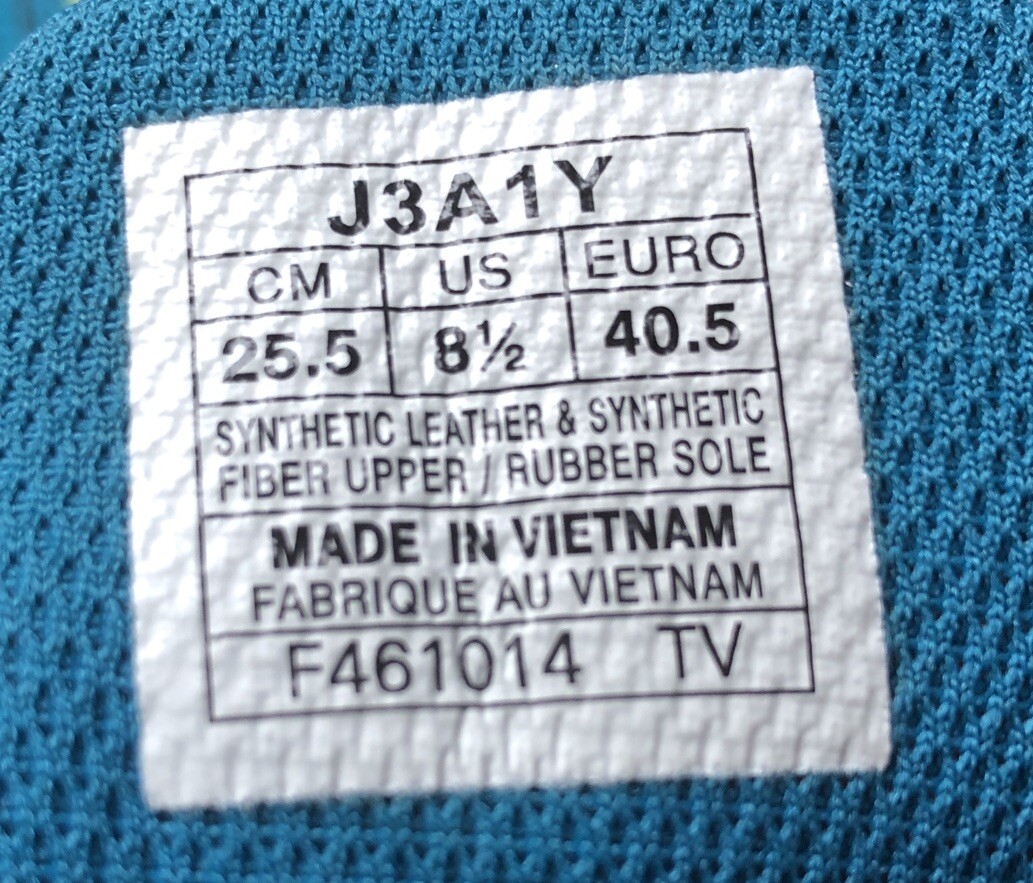 J3A1Y
CM US EURO
25.5 8½ 40.5
SYNTHETIC LEATHER & SYNTHETIC
FIBER UPPER / RUBBER SOLE
MADE IN VIETNAM
FABRIQUE AU VIETNAM
F461014 TV